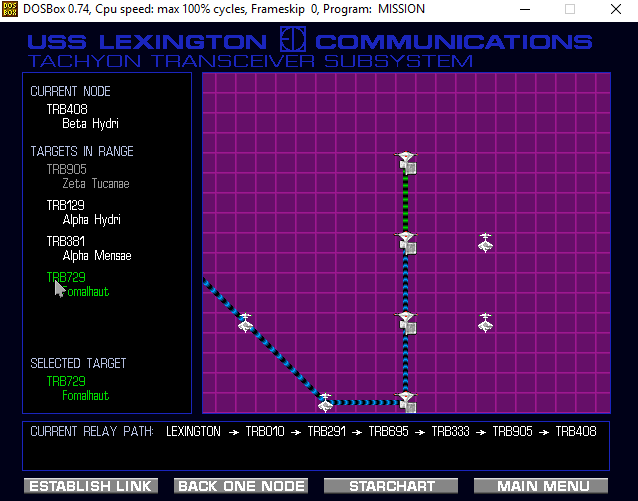 DOS
BOX
DOSBox 0.74, Cpu speed: max 100% cycles, Frameskip 0, Program: MISSION
USS LEXINGTON COMMUNICATIONS
TACHYON TRANSCEIVER SUBSYSTEM
CURRENT NODE
TRB408
Beta Hydri
TARGETS IN RANGE
TRB905
Zeta Tucanae
TRB129
Alpha Hydri
TRB381
Alpha Mensae
TRB729
Fomalhaut
SELECTED TARGET
TRB729
Fomalhaut
CURRENT RELAY PATH: LEXINGTON → TRB010 → TRB291 → TRB695 → TRB333 → TRB905 → TRB408
ESTABLISH LINK BACK ONE NODE STARCHART MAIN MENU